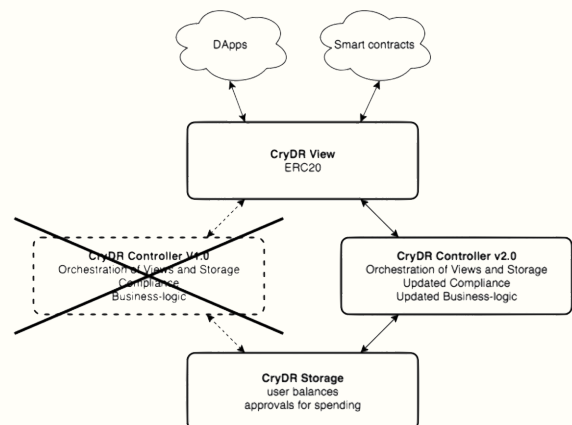 DApps
Smart contracts
CryDR View
ERC20
CryDR Controller V1.0
Orchestration of Views and Storage
Compliance
Business-logic
CryDR Controller v2.0
Orchestration of Views and Storage
Updated Compliance
Updated Business-logic
CryDR Storage
user balances
approvals for spending